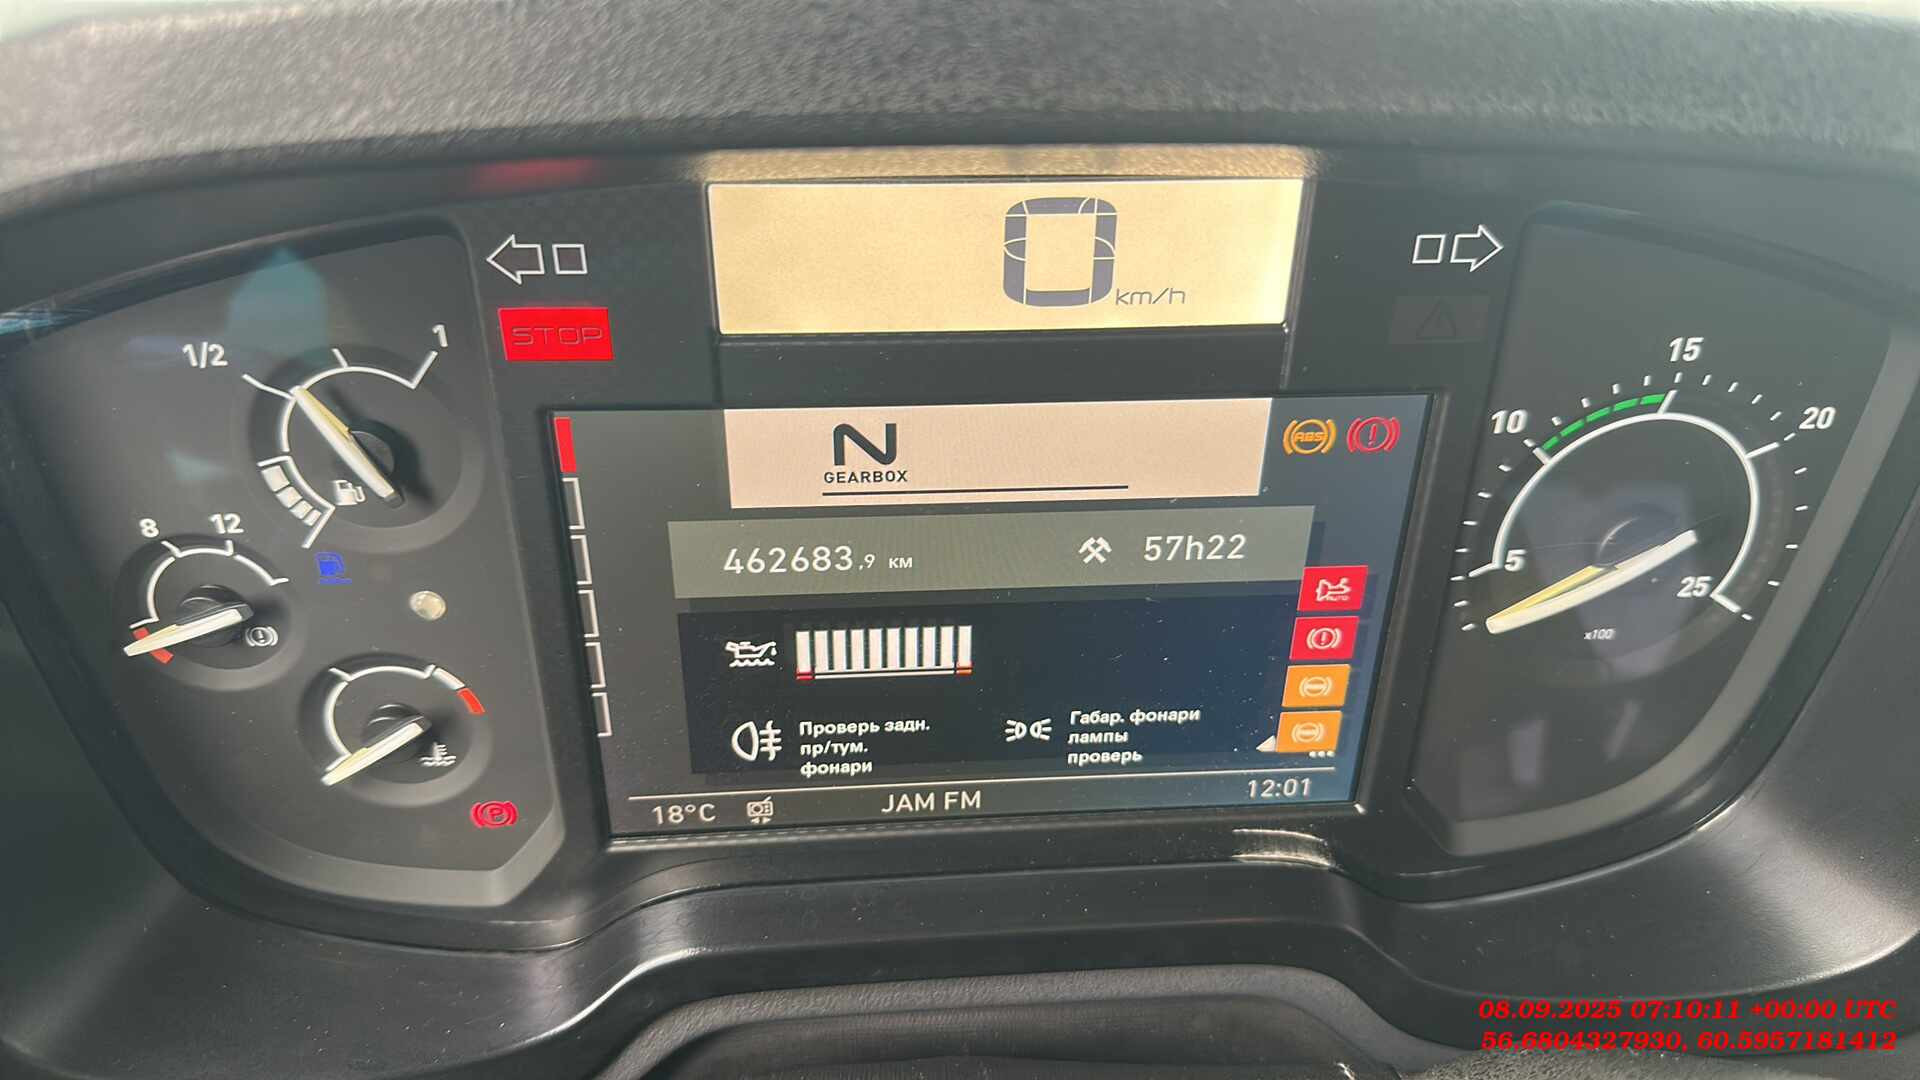 0 km/h
STOP
1/2
1
8
12
N
GEARBOX
ABS
462683,9 км
57h22
AUTO
Проверь задн.
пр/тум.
фонари
Габар. фонари
лампы
проверь
18°C
JAM FM
12:01
P
5
10
15
20
25
x100
08.09.2025 07:10:11 +00:00 UTC
56.6804327930, 60.5957181412